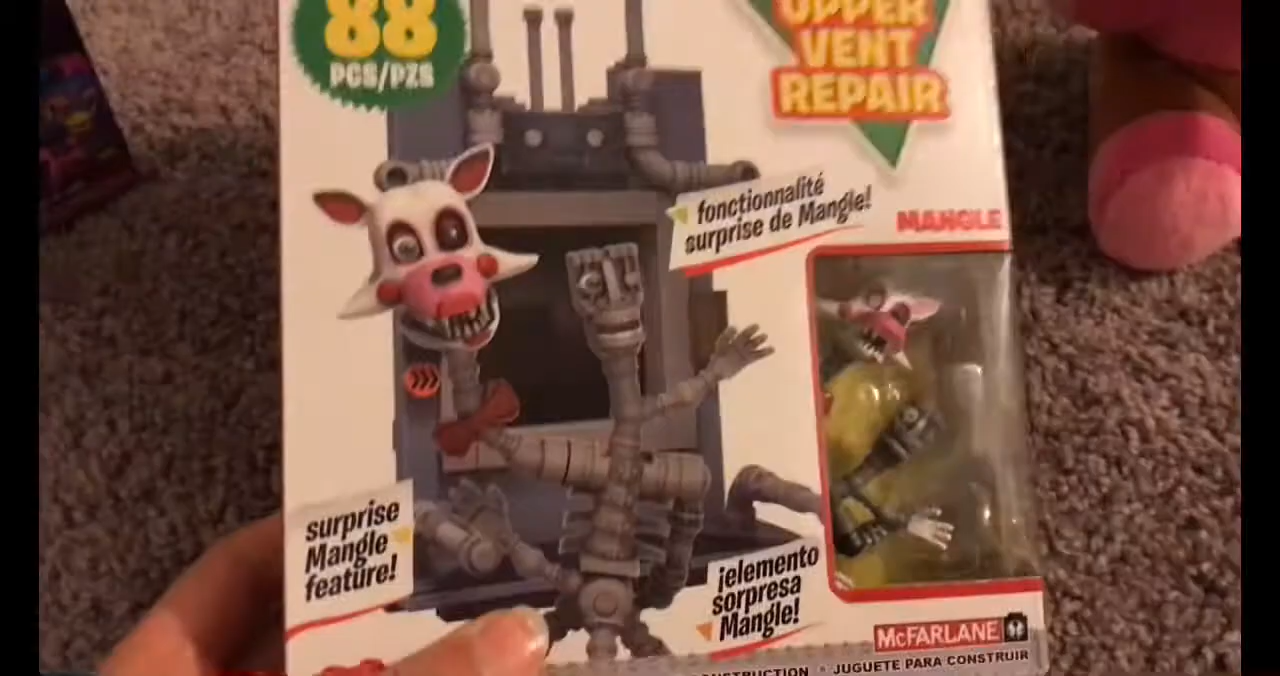 88
PCS/PZS
UPPER
VENT
REPAIR
fonctionnalité
surprise de Mangle!
MANGLE
surprise
Mangle
feature!
¡elemento
sorpresa
Mangle!
McFARLANE
JUGUETE PARA CONSTRUIR